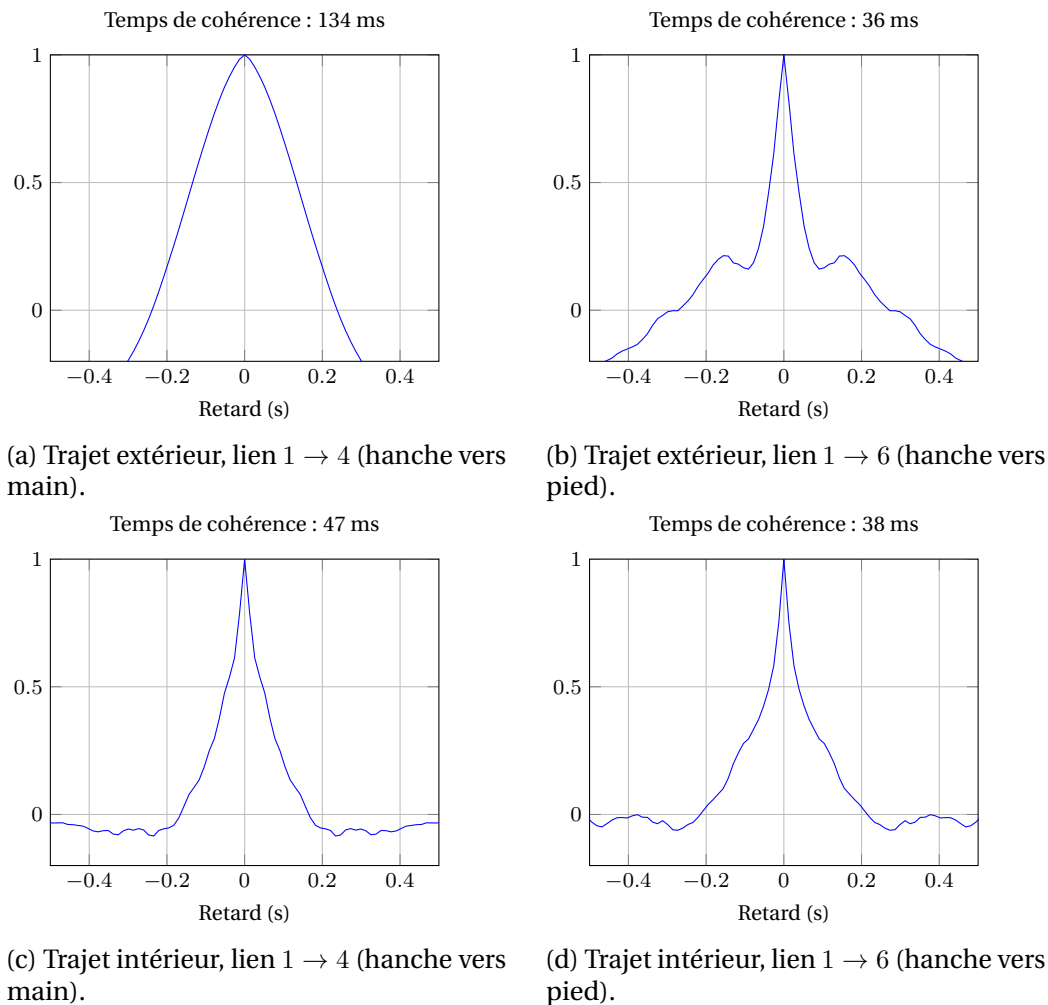 Temps de cohérence : 134 ms
1
0.5
0
−0.4 −0.2 0 0.2 0.4
Retard (s)
(a) Trajet extérieur, lien 1 → 4 (hanche vers
main).
Temps de cohérence : 36 ms
1
0.5
0
−0.4 −0.2 0 0.2 0.4
Retard (s)
(b) Trajet extérieur, lien 1 → 6 (hanche vers
pied).
Temps de cohérence : 47 ms
1
0.5
0
−0.4 −0.2 0 0.2 0.4
Retard (s)
(c) Trajet intérieur, lien 1 → 4 (hanche vers
main).
Temps de cohérence : 38 ms
1
0.5
0
−0.4 −0.2 0 0.2 0.4
Retard (s)
(d) Trajet intérieur, lien 1 → 6 (hanche vers
pied).